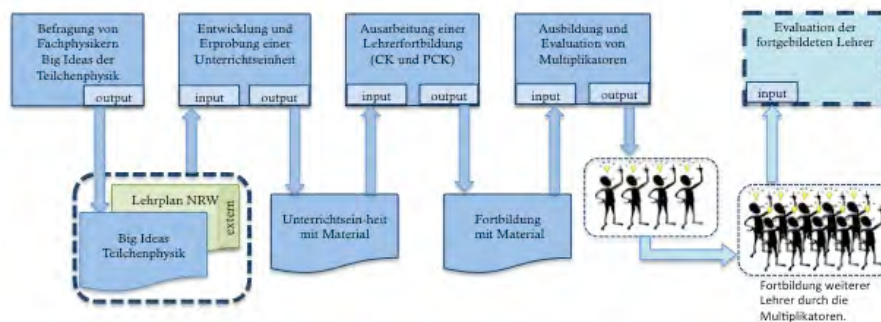 Befragung von
Fachphysikern
Big Ideas der
Teilchenphysik
output
Entwicklung und
Erprobung einer
Unterrichtseinheit
input
output
Ausarbeitung einer
Lehrerfortbildung
(CK und PCK)
input
output
Ausbildung und
Evaluation von
Multiplikatoren
input
output
Evaluation der
fortgebildeten Lehrer
input
Lehrplan NRW
extern
Big Ideas
Teilchenphysik
Unterrichtsein-heit
mit Material
Fortbildung
mit Material
Fortbildung weiterer
Lehrer durch die
Multiplikatoren.